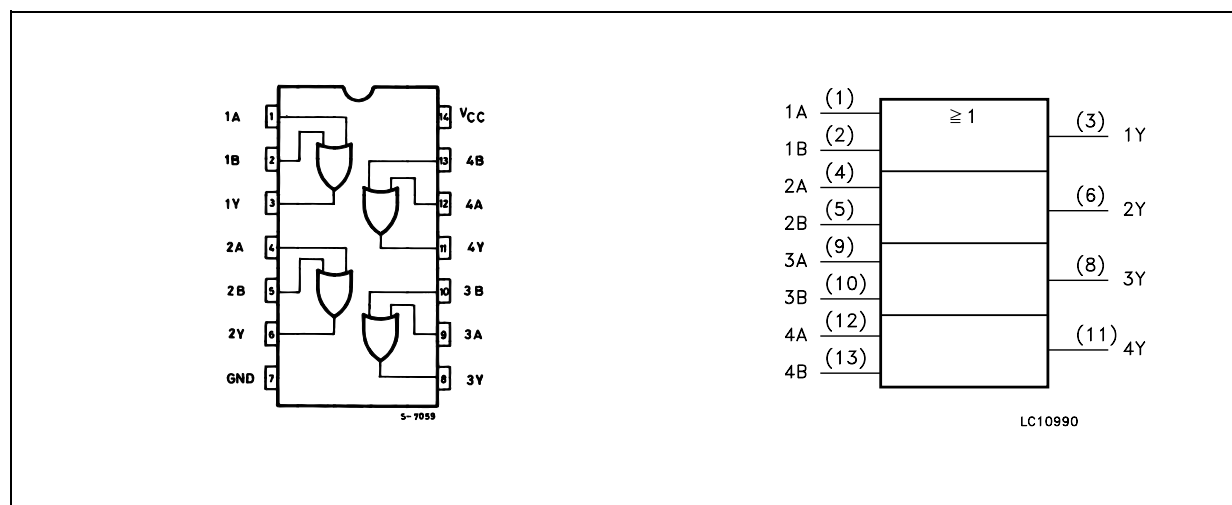 1A 1 14 VCC
1B 2 13 4B
1Y 3 12 4A
2A 4 11 4Y
2B 5 10 3B
2Y 6 9 3A
GND 7 8 3Y
S-7059
1A (1)
≧ 1
(3) 1Y
1B (2)
2A (4)
(6) 2Y
2B (5)
3A (9)
(8) 3Y
3B (10)
4A (12)
(11) 4Y
4B (13)
LC10990